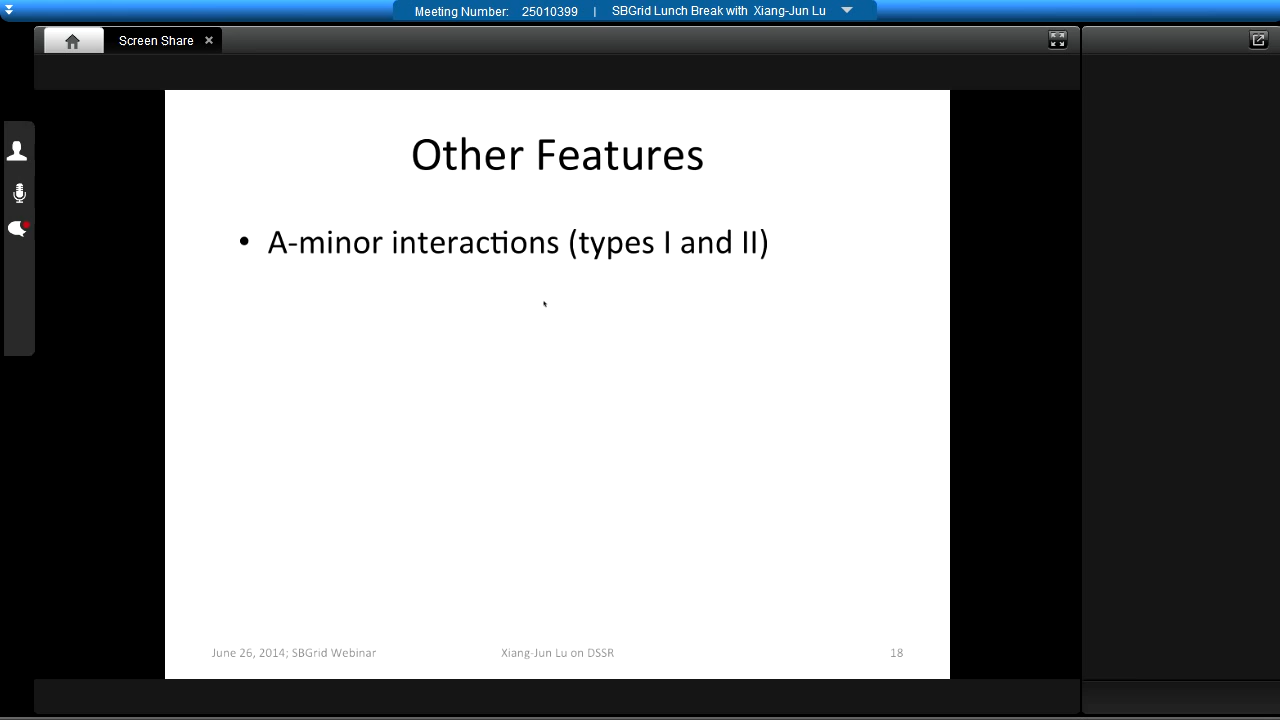 Meeting Number: 25010399 | SBGrid Lunch Break with Xiang-Jun Lu
Screen Share
Other Features
• A-minor interactions (types I and II)
June 26, 2014; SBGrid Webinar Xiang-Jun Lu on DSSR 18